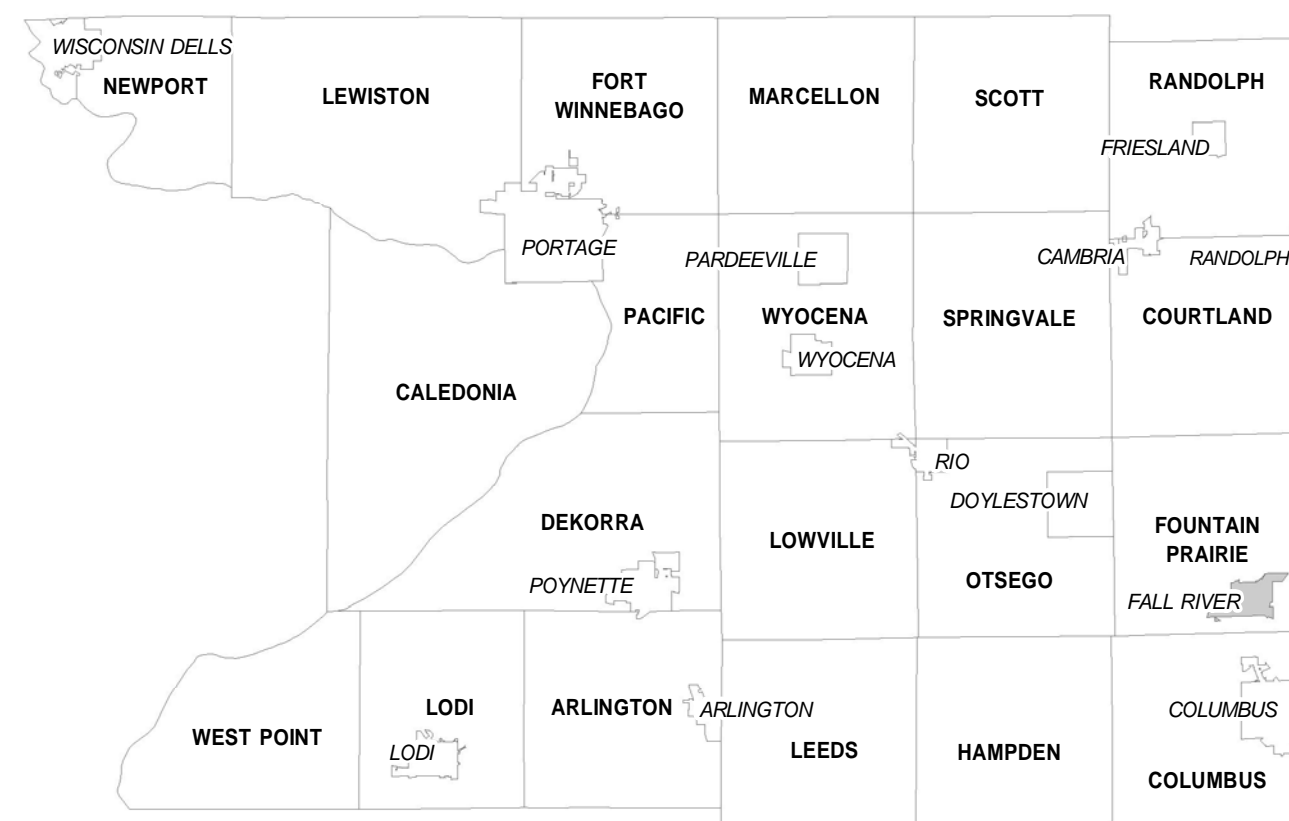 WISCONSIN DELLS
NEWPORT
LEWISTON
FORT
WINNEBAGO
MARCELLON
SCOTT
RANDOLPH
FRIESLAND
PORTAGE
PARDEEVILLE
CAMBRIA
RANDOLPH
PACIFIC
WYOCENA
SPRINGVALE
COURTLAND
WYOCENA
CALEDONIA
RIO
DOYLESTOWN
DEKORRA
LOWVILLE
FOUNTAIN
PRAIRIE
OTSEGO
POYNETTE
FALL RIVER
WEST POINT
LODI
ARLINGTON
ARLINGTON
COLUMBUS
LODI
LEEDS
HAMPDEN
COLUMBUS